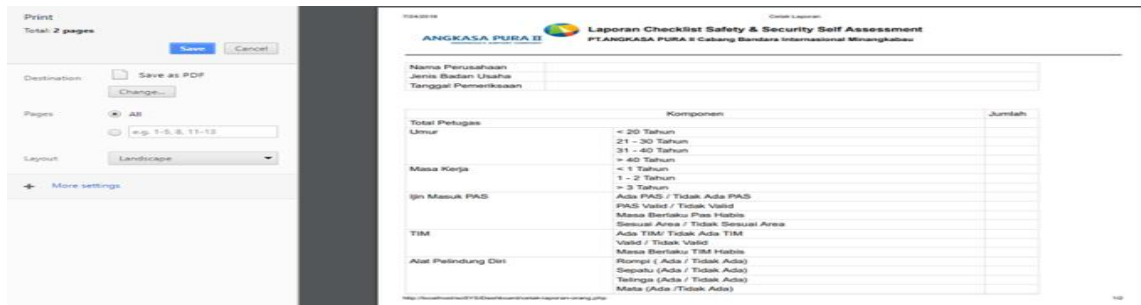 Print
Total: 2 pages
Save Cancel
Destination Save as PDF
Change...
Pages All
e.g. 1-5, 8, 11-13
Layout Landscape
+ More settings
7/24/2018 Cetak Laporan
ANGKASA PURA II
Laporan Checklist Safety & Security Self Assessment
PT.ANGKASA PURA II Cabang Bandara Internasional Minangkabau
Nama Perusahaan
Jenis Badan Usaha
Tanggal Pemeriksaan
Komponen Jumlah
Total Petugas
Umur < 20 Tahun
21 - 30 Tahun
31 - 40 Tahun
> 40 Tahun
Masa Kerja < 1 Tahun
1 - 2 Tahun
> 3 Tahun
Ijin Masuk PAS Ada PAS / Tidak Ada PAS
PAS Valid / Tidak Valid
Masa Berlaku Pas Habis
Sesuai Area / Tidak Sesuai Area
TIM Ada TIM/ Tidak Ada TIM
Valid / Tidak Valid
Masa Berlaku TIM Habis
Alat Pelindung Diri Rompi ( Ada / Tidak Ada)
Sepatu (Ada / Tidak Ada)
Telinga (Ada / Tidak Ada)
Mata (Ada /Tidak Ada)
1/2